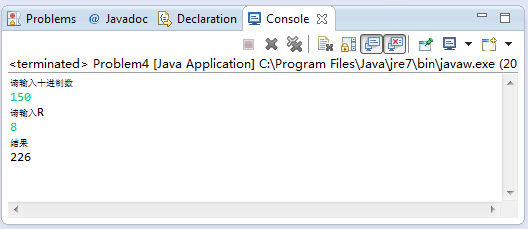 Problems @ Javadoc Declaration Console
<terminated> Problem4 [Java Application] C:\Program Files\Java\jre7\bin\javaw.exe (20
请输入十进制数
150
请输入R
8
结果
226